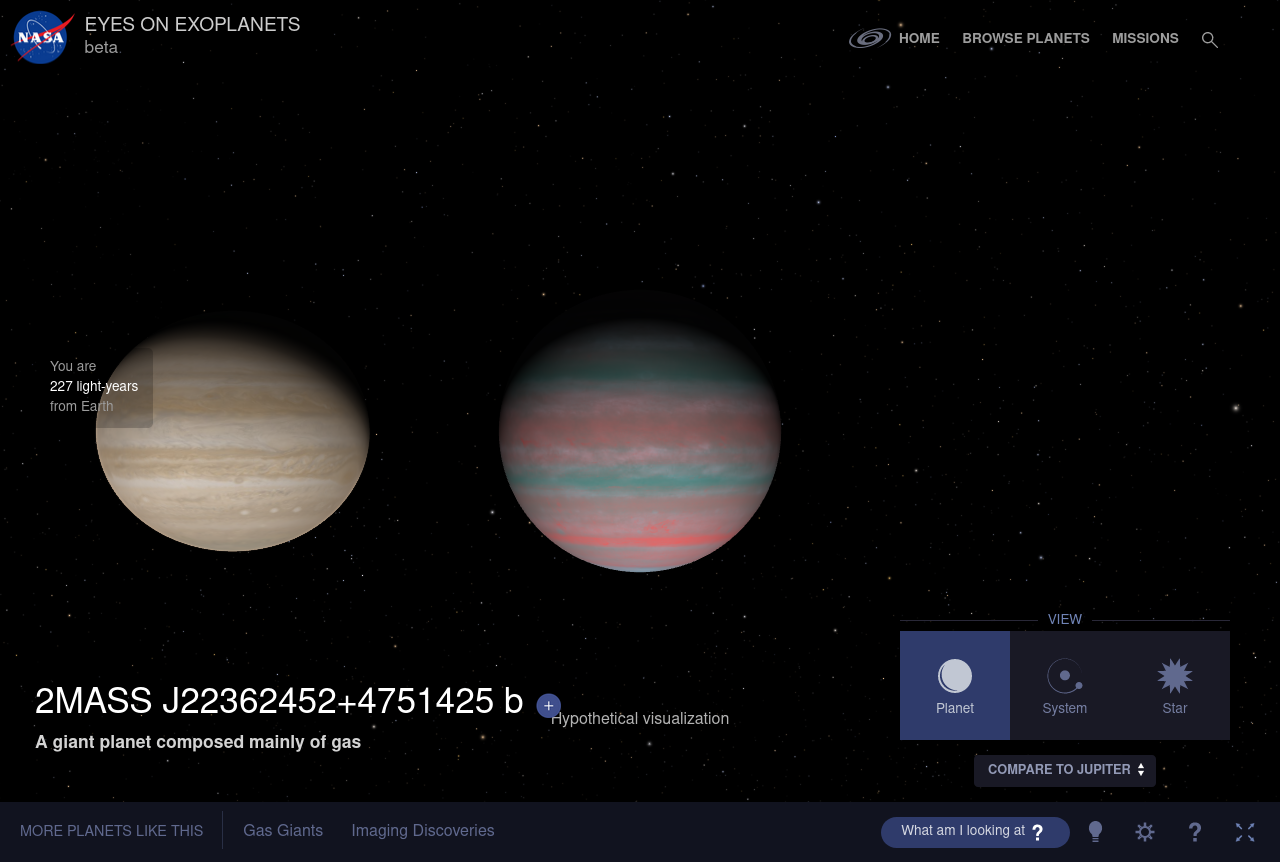 NASA
EYES ON EXOPLANETS
beta
HOME
BROWSE PLANETS
MISSIONS
You are
227 light-years
from Earth
VIEW
Planet
System
Star
2MASS J22362452+4751425 b +
Hypothetical visualization
A giant planet composed mainly of gas
COMPARE TO JUPITER
MORE PLANETS LIKE THIS
Gas Giants
Imaging Discoveries
What am I looking at ?
?